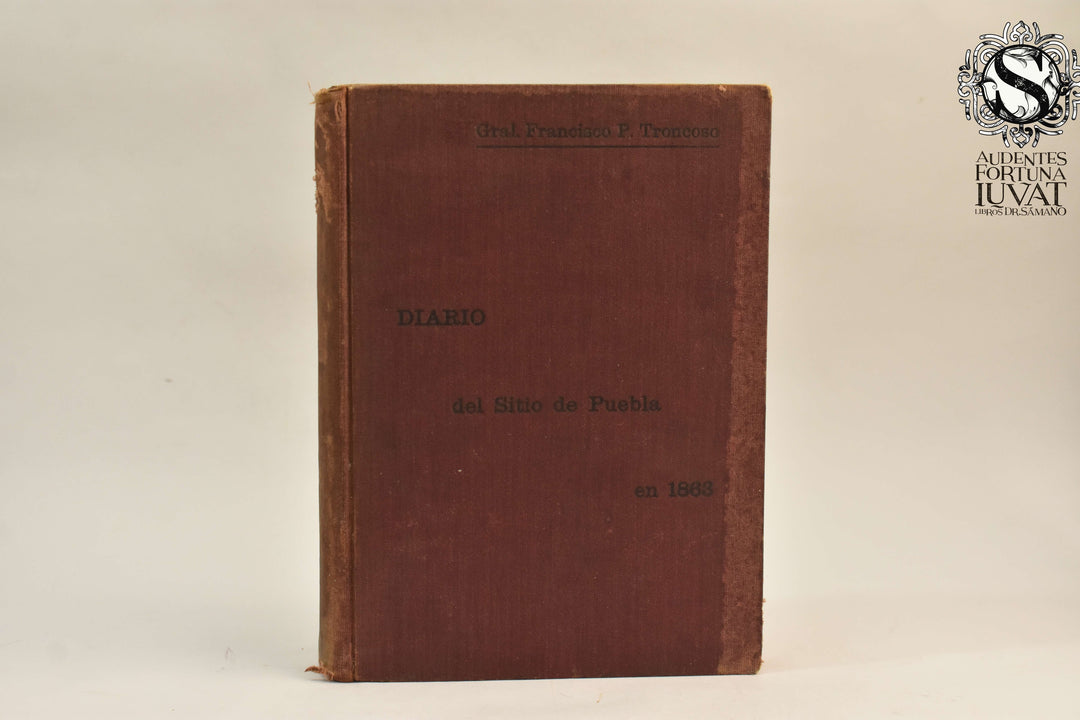 Gral. Francisco P. Troncoso
DIARIO
del Sitio de Puebla
en 1863
S
AUDENTES
FORTUNA
IUVAT
LIBROS DR. SÁMANO